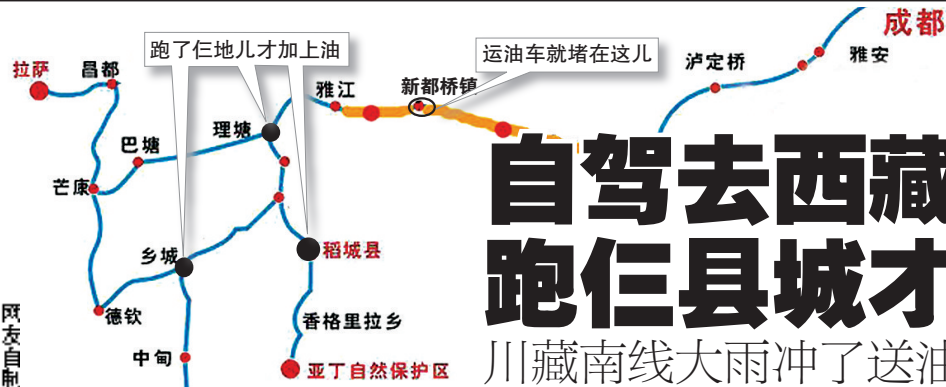 成都
跑了仨地儿才加上油
运油车就堵在这儿
泸定桥
雅安
拉萨
昌都
雅江
新都桥镇
理塘
巴塘
芒康
乡城
稻城县
德钦
香格里拉乡
中甸
亚丁自然保护区
网友自制
自驾去西藏
跑仨县城才
川藏南线大雨冲了送油